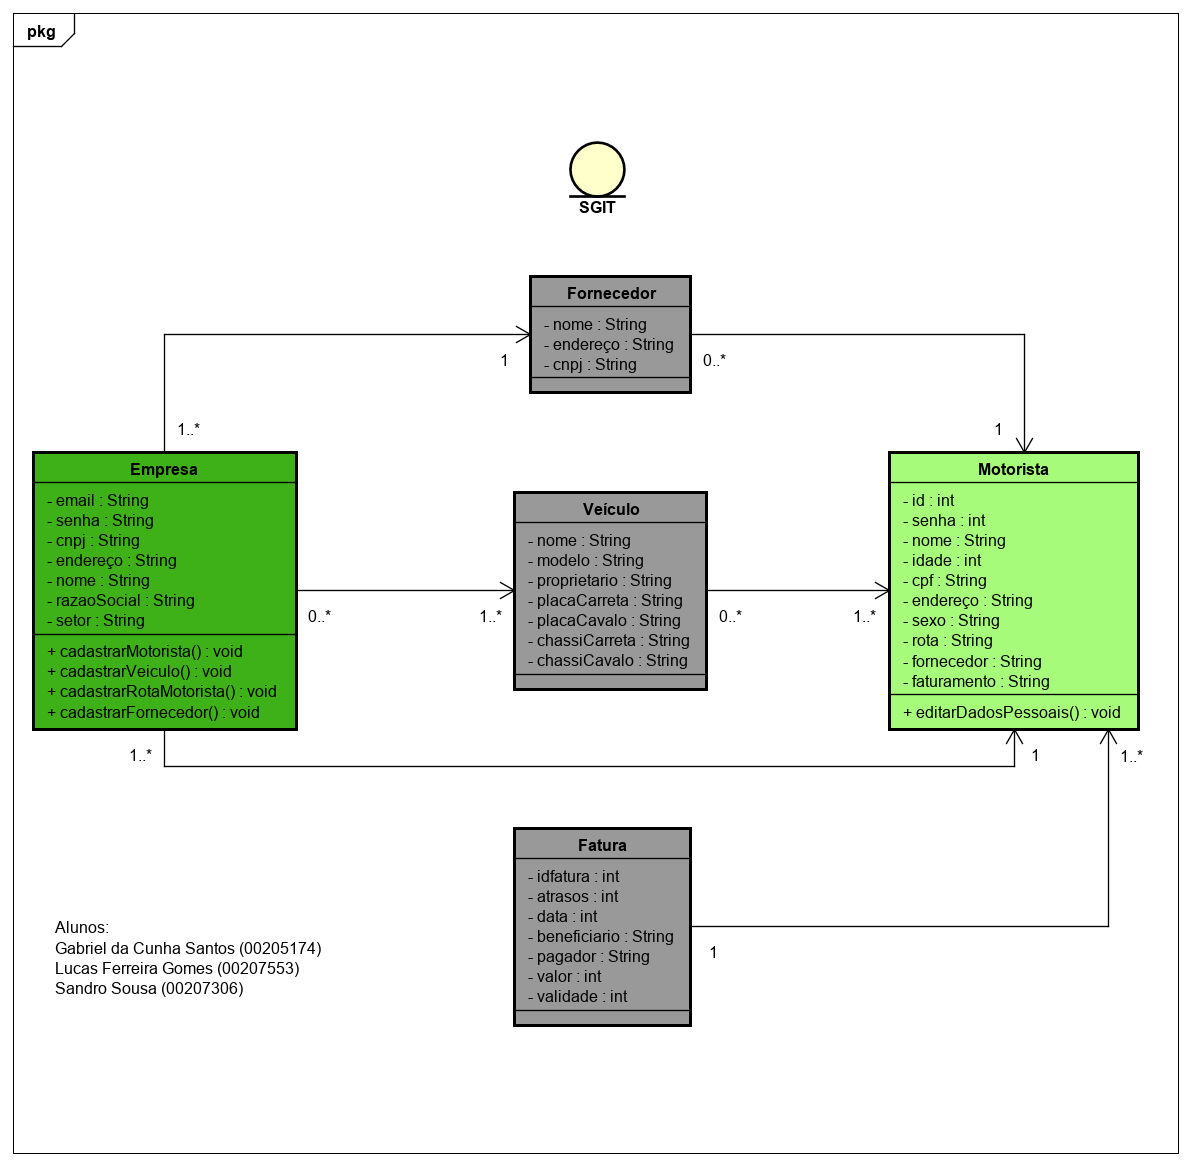 pkg
SGIT
Fornecedor
- nome : String
- endereço : String
- cnpj : String
1
0..*
1..*
1
Empresa
- email : String
- senha : String
- cnpj : String
- endereço : String
- nome : String
- razaoSocial : String
- setor : String
+ cadastrarMotorista() : void
+ cadastrarVeiculo() : void
+ cadastrarRotaMotorista() : void
+ cadastrarFornecedor() : void
0..*
1..*
Veículo
- nome : String
- modelo : String
- proprietario : String
- placaCarreta : String
- placaCavalo : String
- chassiCarreta : String
- chassiCavalo : String
0..*
1..*
Motorista
- id : int
- senha : int
- nome : String
- idade : int
- cpf : String
- endereço : String
- sexo : String
- rota : String
- fornecedor : String
- faturamento : String
+ editarDadosPessoais() : void
1..*
1
1..*
Fatura
- idfatura : int
- atrasos : int
- data : int
- beneficiario : String
- pagador : String
- valor : int
- validade : int
1
Alunos:
Gabriel da Cunha Santos (00205174)
Lucas Ferreira Gomes (00207553)
Sandro Sousa (00207306)